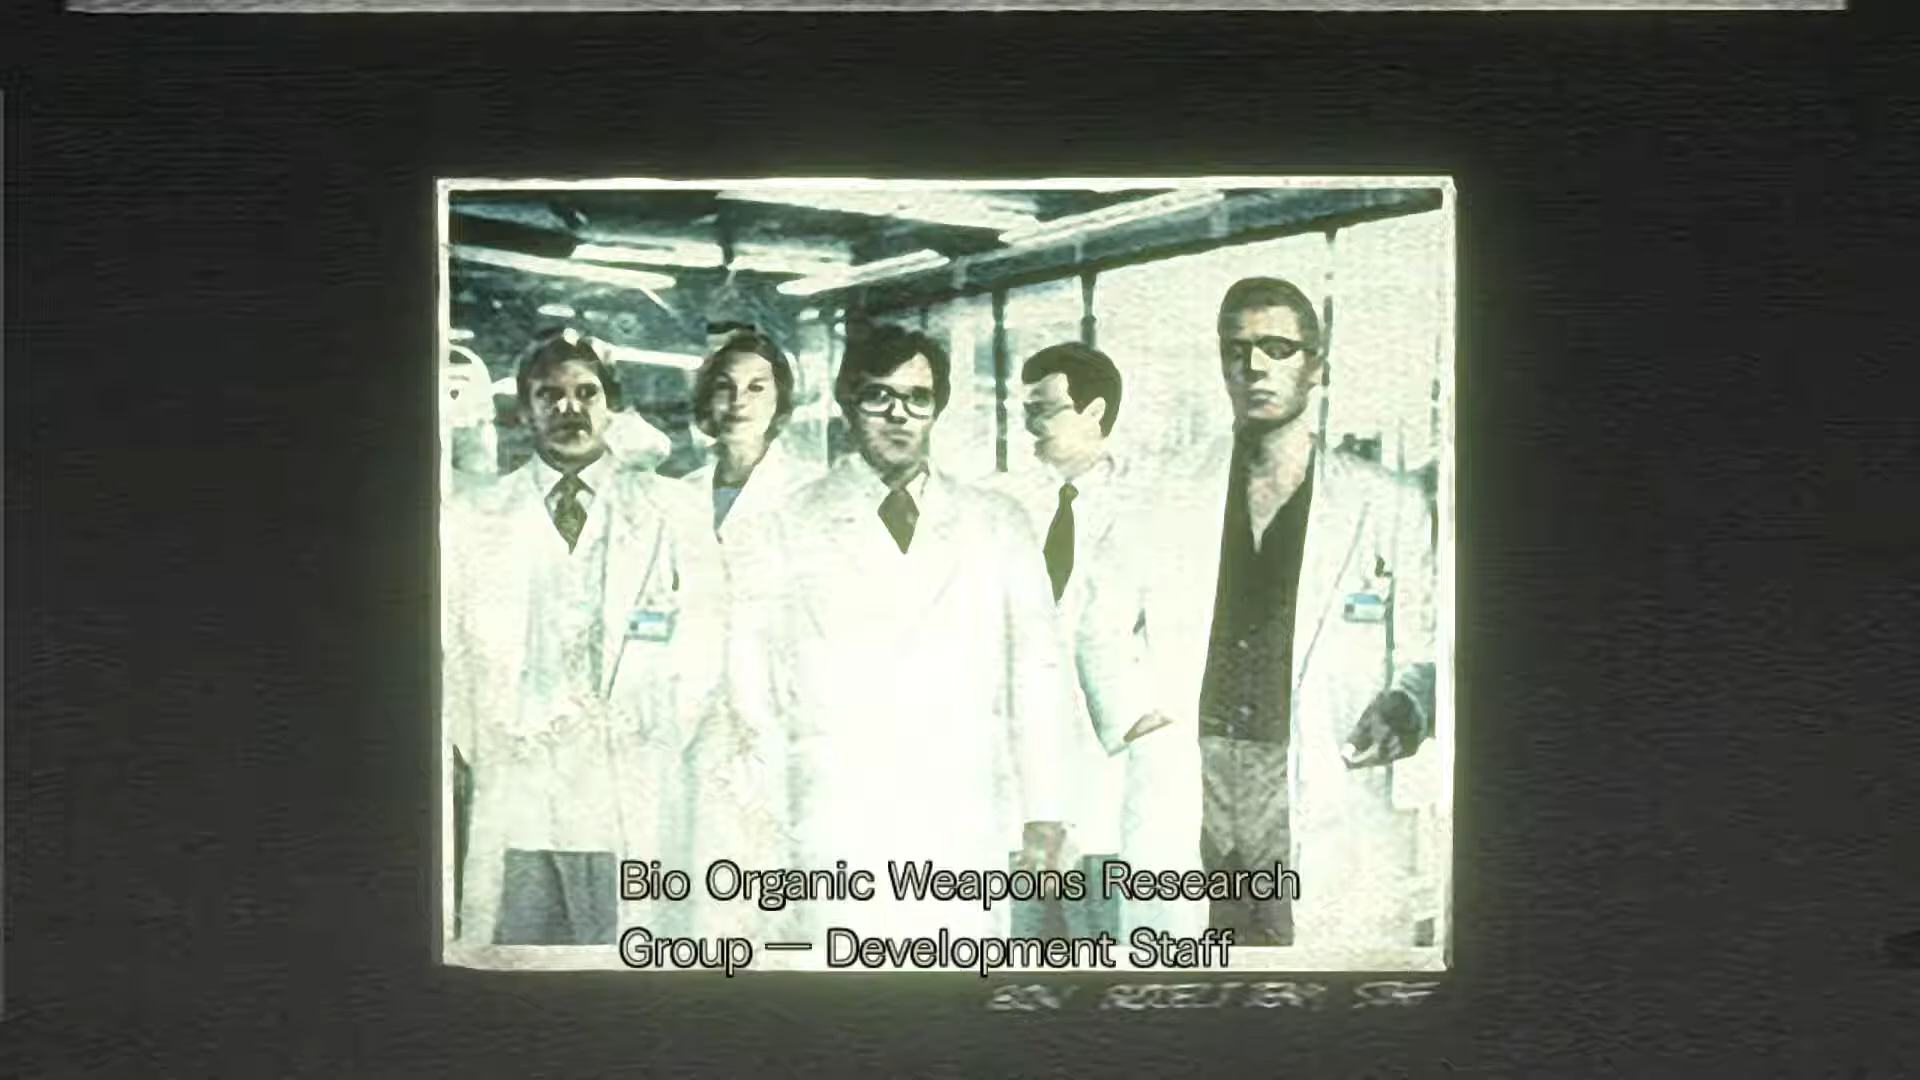 Bio Organic Weapons Research
Group — Development Staff